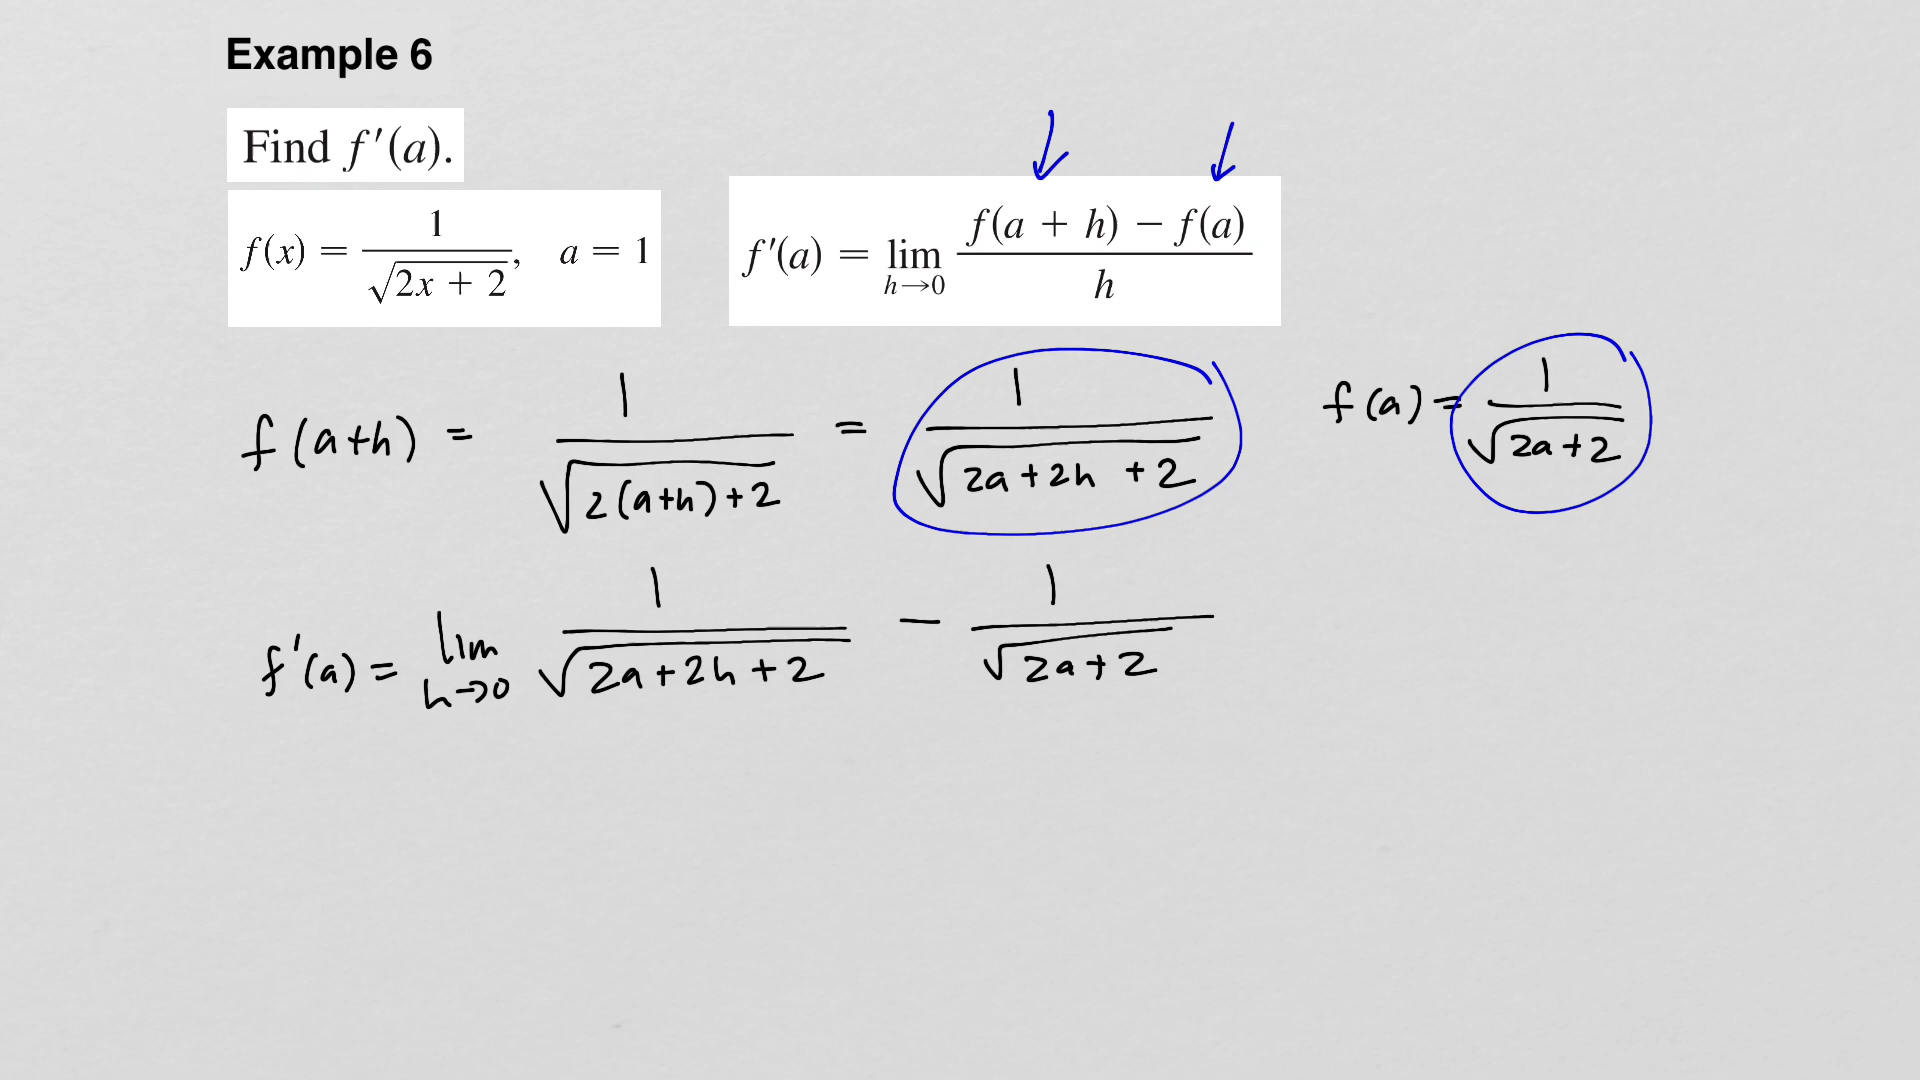 Example 6
Find f′(a).
f(x) = 1/√(2x + 2), a = 1
f′(a) = lim h→0 (f(a + h) − f(a))/h
f(a+h) = 1/√(2(a+h)+2) = 1/√(2a+2h+2)
f(a) = 1/√(2a+2)
f'(a) = lim h→0 1/√(2a+2h+2) − 1/√(2a+2)